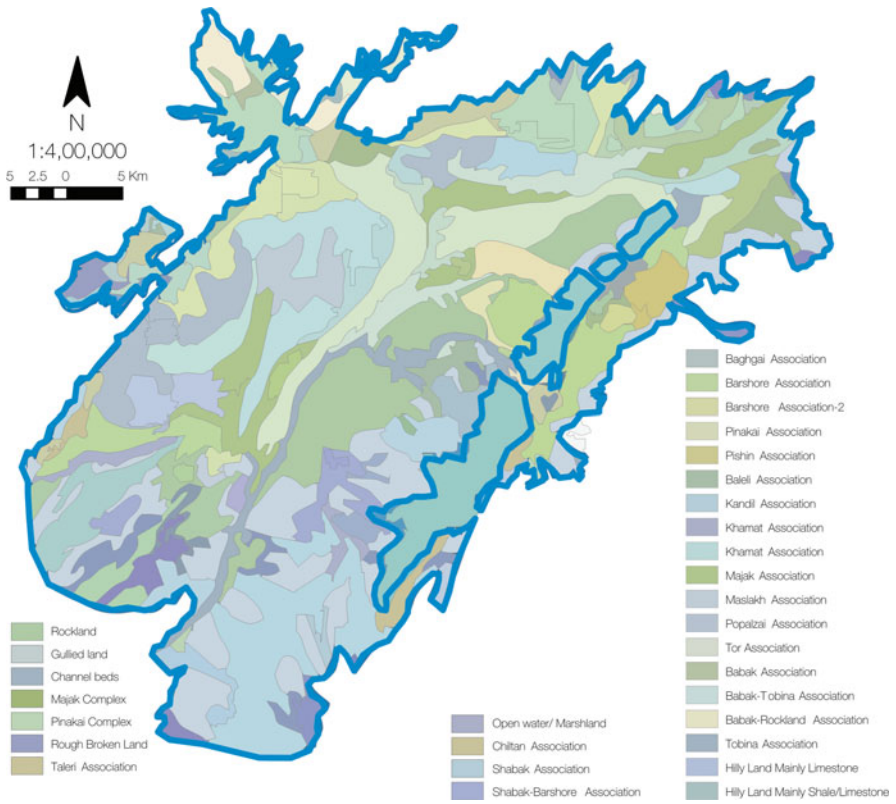 N
1:4,00,000
5 2.5 0 5 Km
Baghgai Association
Barshore Association
Barshore Association-2
Pinakai Association
Pishin Association
Baleli Association
Kandil Association
Khamat Association
Khamat Association
Majak Association
Maslakh Association
Popalzai Association
Tor Association
Babak Association
Babak-Tobina Association
Babak-Rockland Association
Tobina Association
Hilly Land Mainly Limestone
Hilly Land Mainly Shale/Limestone
Rockland
Gullied land
Channel beds
Majak Complex
Pinakai Complex
Rough Broken Land
Taleri Association
Open water/ Marshland
Chiltan Association
Shabak Association
Shabak-Barshore Association